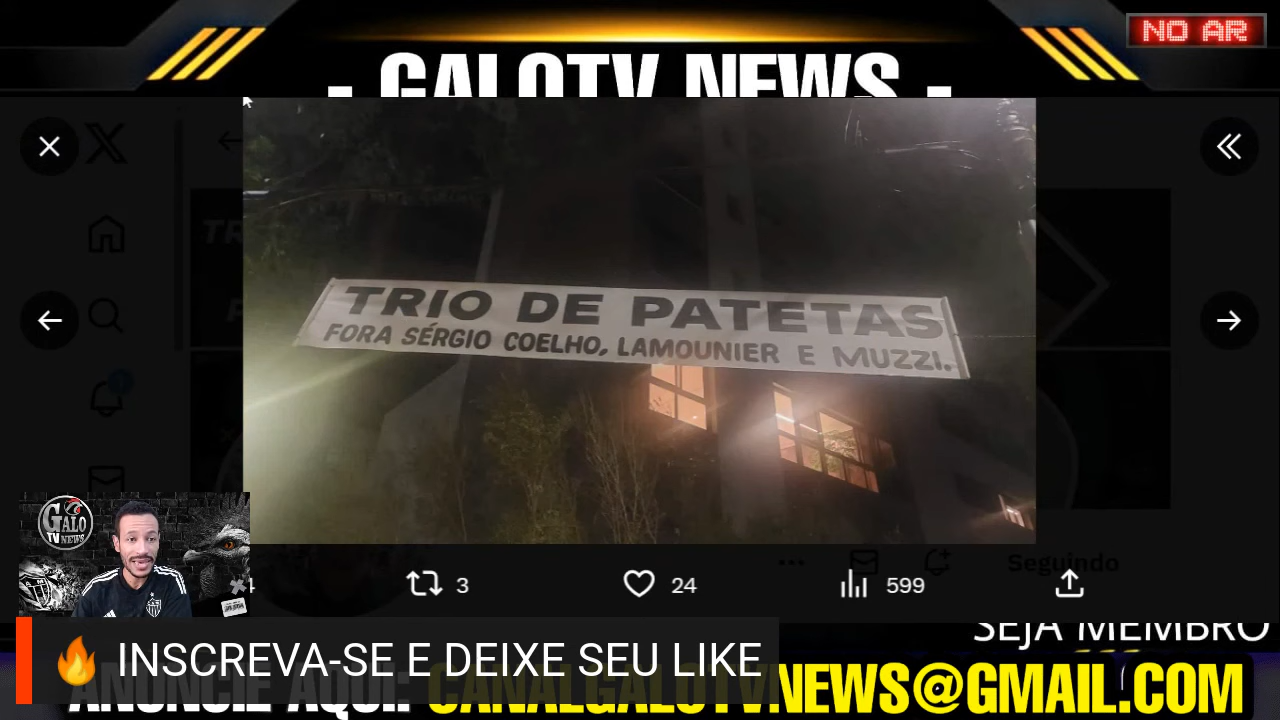 NO AR
- GALOTV NEWS -
TRIO DE PATETAS
FORA SÉRGIO COELHO, LAMOUNIER E MUZZI.
GALO
TV NEWS
3
24
599
Seguindo
SEJA MEMBRO
🔥 INSCREVA-SE E DEIXE SEU LIKE
ANUNCIE AQUI: CANALGALOTVNEWS@GMAIL.COM